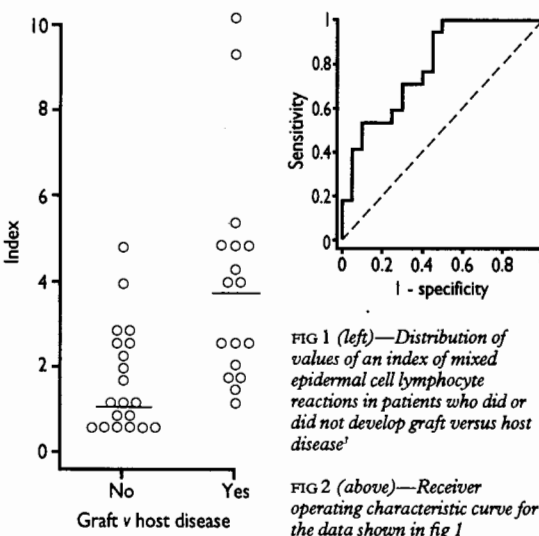 10
8
6
4
2
0
Index
No Yes
Graft v host disease
1
0.8
0.6
0.4
0.2
0
Sensitivity
0 0.2 0.4 0.6 0.8
1 - specificity
FIG 1 (left)—Distribution of
values of an index of mixed
epidermal cell lymphocyte
reactions in patients who did or
did not develop graft versus host
disease¹
FIG 2 (above)—Receiver
operating characteristic curve for
the data shown in fig 1